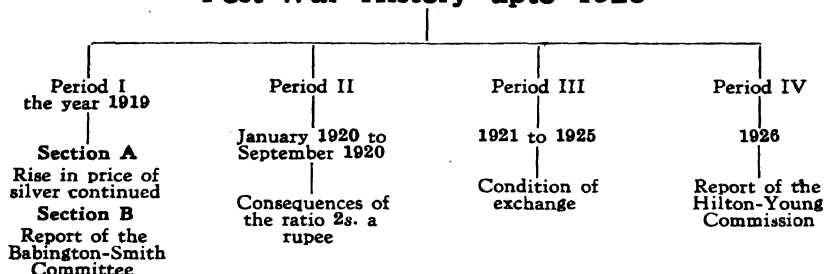 Post War History upto 1926
Period I
the year 1919
Section A
Rise in price of
silver continued
Section B
Report of the
Babington-Smith
Committee
Period II
January 1920 to
September 1920
Consequences of
the ratio 2s. a
rupee
Period III
1921 to 1925
Condition of
exchange
Period IV
1926
Report of the
Hilton-Young
Commission